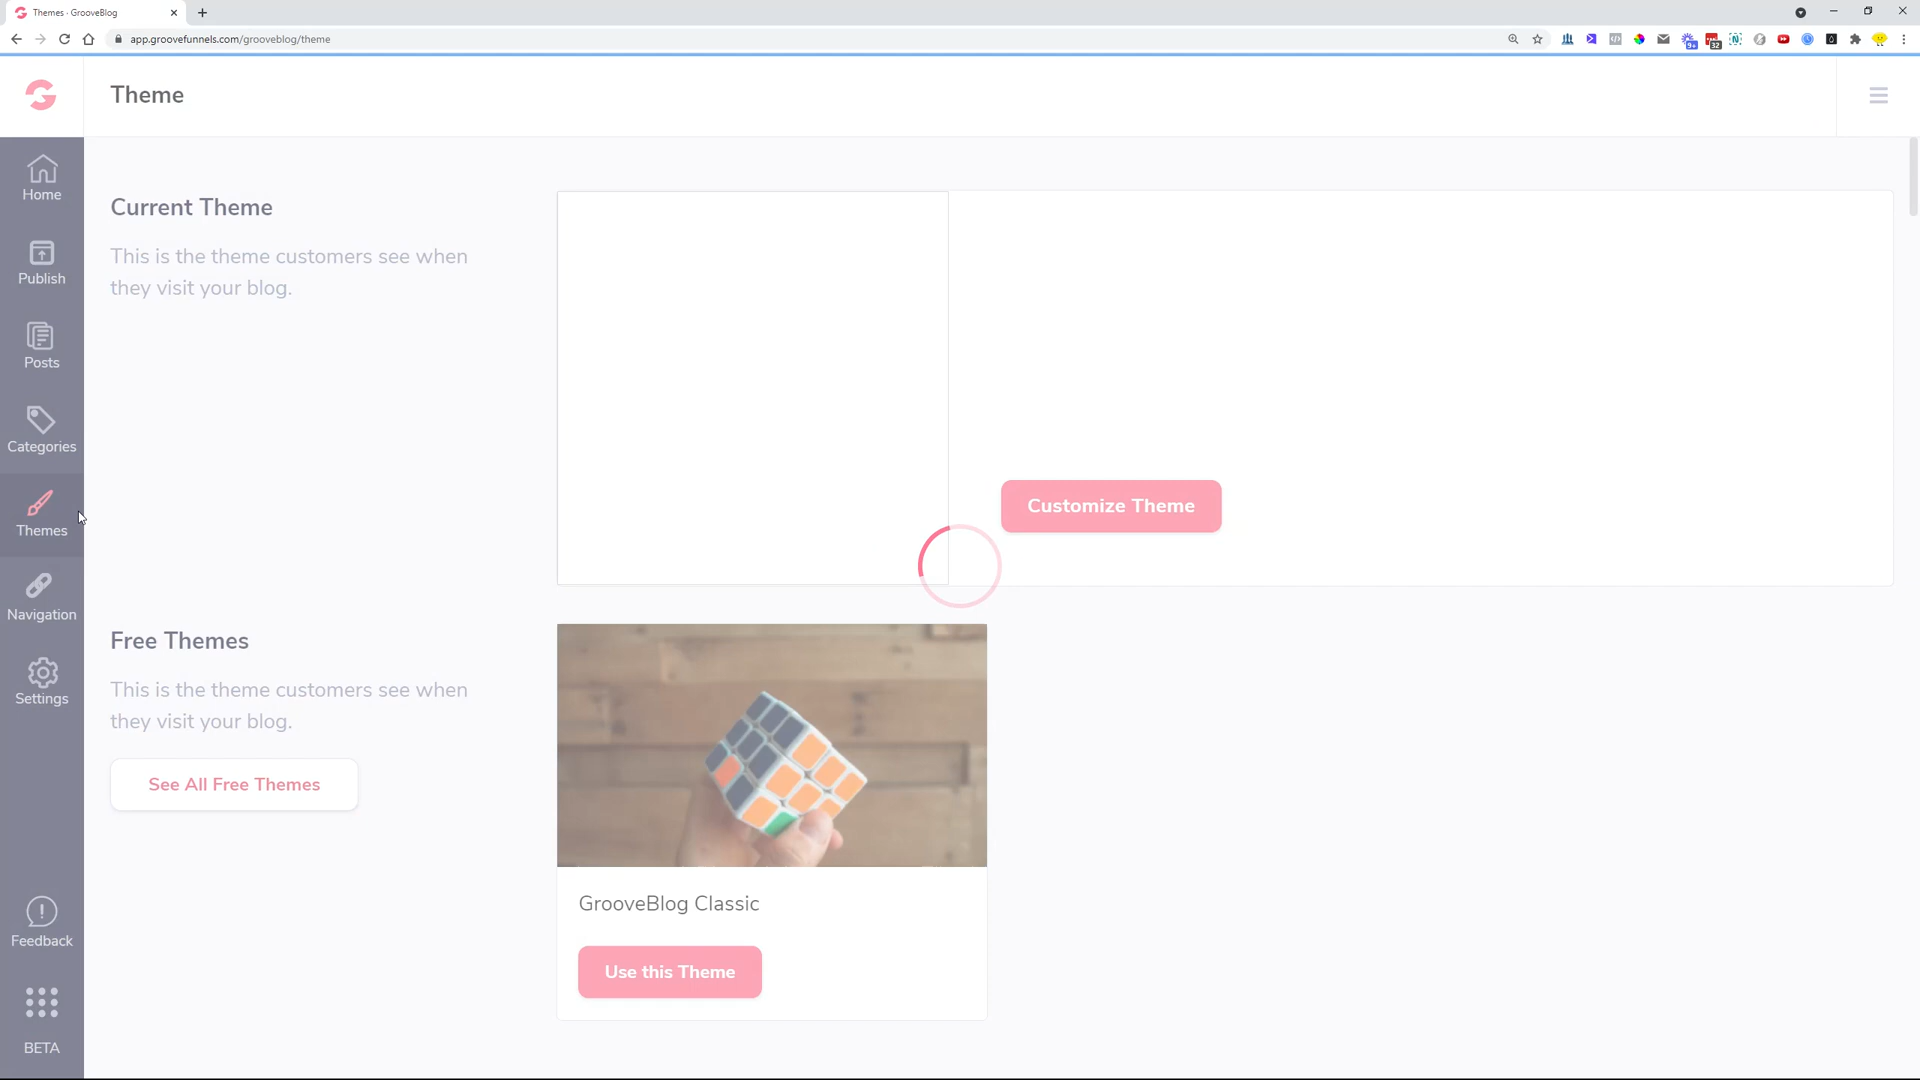 Themes - GrooveBlog
app.groovefunnels.com/grooveblog/theme
9+
32
Theme
Home
Publish
Posts
Categories
Themes
Navigation
Settings
Feedback
BETA
Current Theme
This is the theme customers see when
they visit your blog.
Customize Theme
Free Themes
This is the theme customers see when
they visit your blog.
See All Free Themes
GrooveBlog Classic
Use this Theme